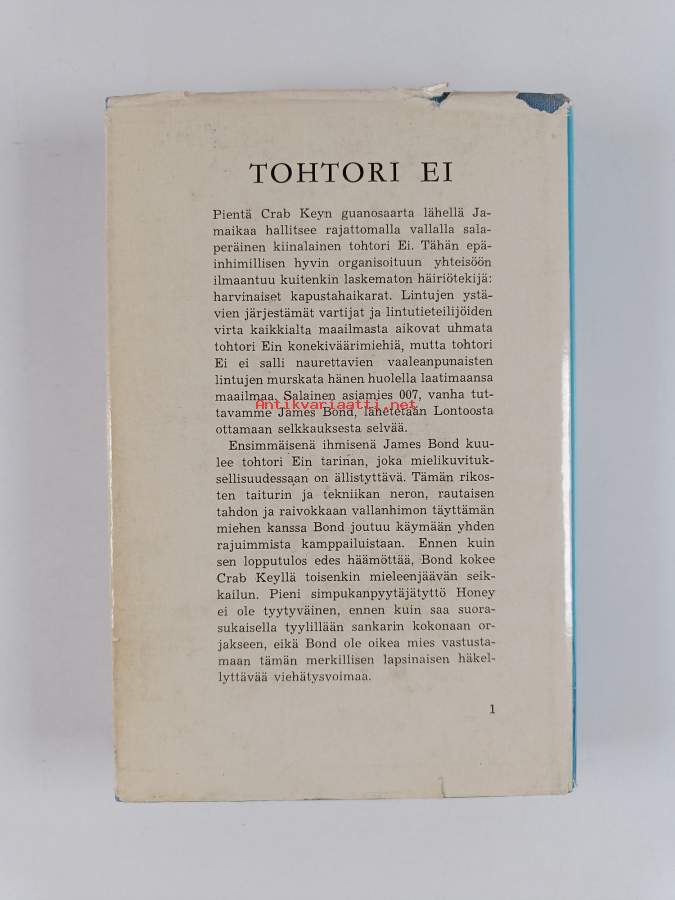 TOHTORI EI
Pientä Crab Keyn guanosaarta lähellä Ja-
maikaa hallitsee rajattomalla vallalla sala-
peräinen kiinalainen tohtori Ei. Tähän epä-
inhimillisen hyvin organisoituun yhteisöön
ilmaantuu kuitenkin laskematon häiriötekijä:
harvinaiset kapustahaikarat. Lintujen ystä-
vien järjestämät vartijat ja lintutieteilijöiden
virta kaikkialta maailmasta aikovat uhmata
tohtori Ein konekiväärimiehiä, mutta tohtori
Ei ei salli naurettavien vaaleanpunaisten
lintujen murskata hänen huolella laatimaansa
maailmaa. Salainen asiamies 007, vanha tut-
Antikvariaatti.net
tavamme James Bond, lähetetään Lontoosta
ottamaan selkkauksesta selvää.
Ensimmäisenä ihmisenä James Bond kuu-
lee tohtori Ein tarinan, joka mielikuvituk-
sellisuudessaan on ällistyttävä. Tämän rikos-
ten taiturin ja tekniikan neron, rautaisen
tahdon ja raivokkaan vallanhimon täyttämän
miehen kanssa Bond joutuu käymään yhden
rajuimmista kamppailuistaan. Ennen kuin
sen lopputulos edes häämöttää, Bond kokee
Crab Keyllä toisenkin mieleenjäävän seik-
kailun. Pieni simpukanpyytäjätyttö Honey
ei ole tyytyväinen, ennen kuin saa suora-
sukaisella tyylillään sankarin kokonaan or-
jakseen, eikä Bond ole oikea mies vastusta-
maan tämän merkillisen lapsinaisen häkel-
lyttävää viehätysvoimaa.
1